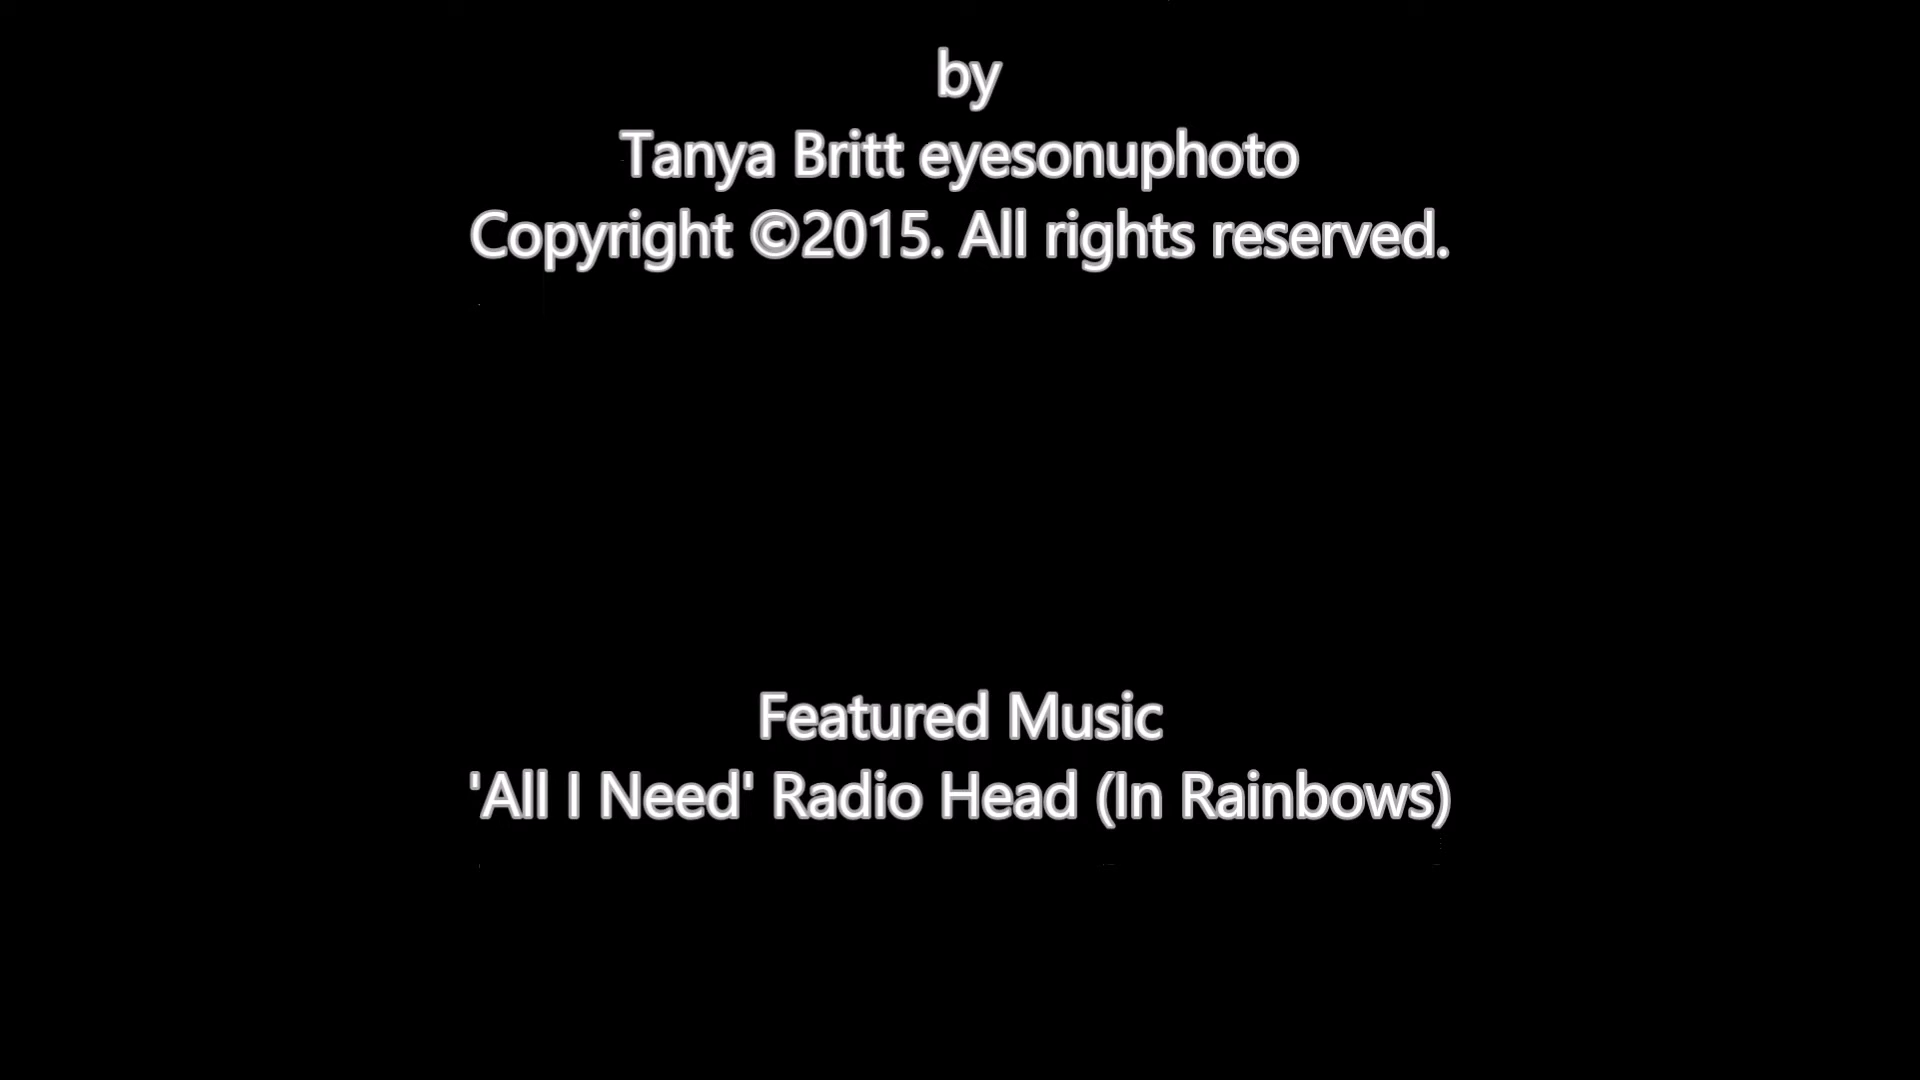 by
Tanya Britt eyesonuphoto
Copyright ©2015. All rights reserved.
Featured Music
'All I Need' Radio Head (In Rainbows)